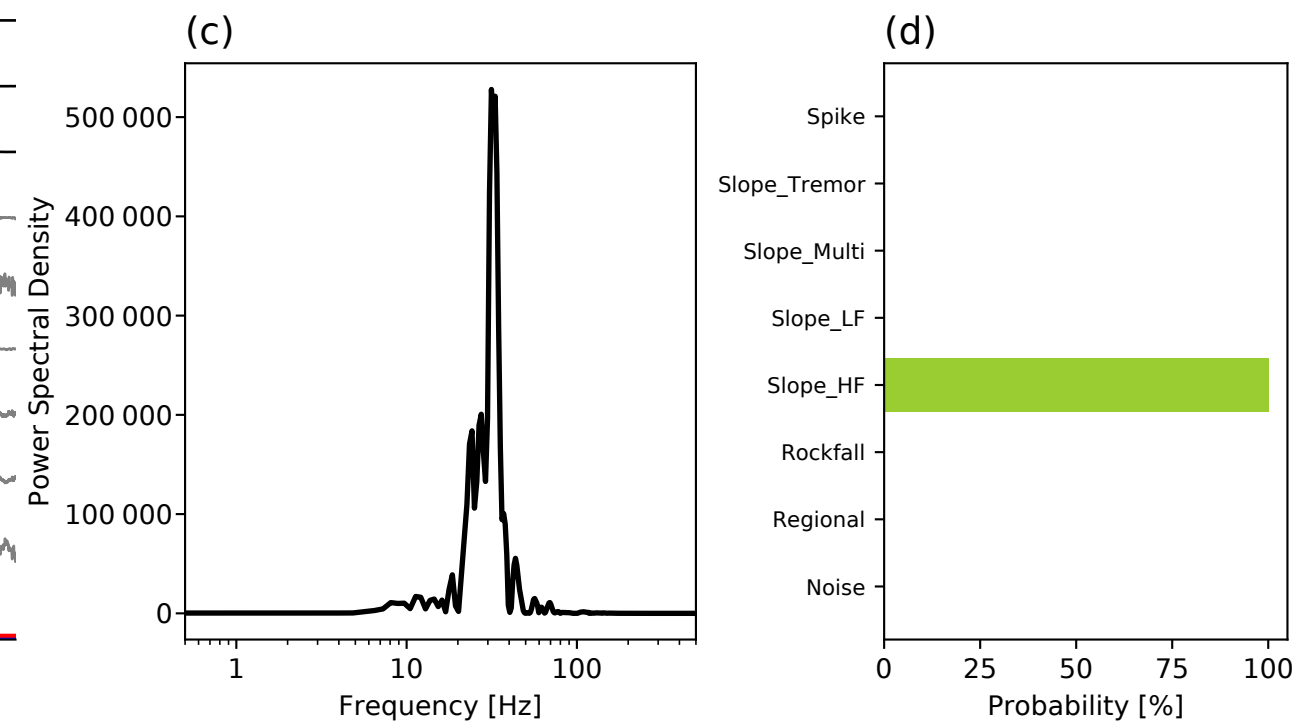 (c)
(d)
500 000
400 000
300 000
200 000
100 000
0
Power Spectral Density
1
10
100
Frequency [Hz]
Spike
Slope_Tremor
Slope_Multi
Slope_LF
Slope_HF
Rockfall
Regional
Noise
0
25
50
75
100
Probability [%]